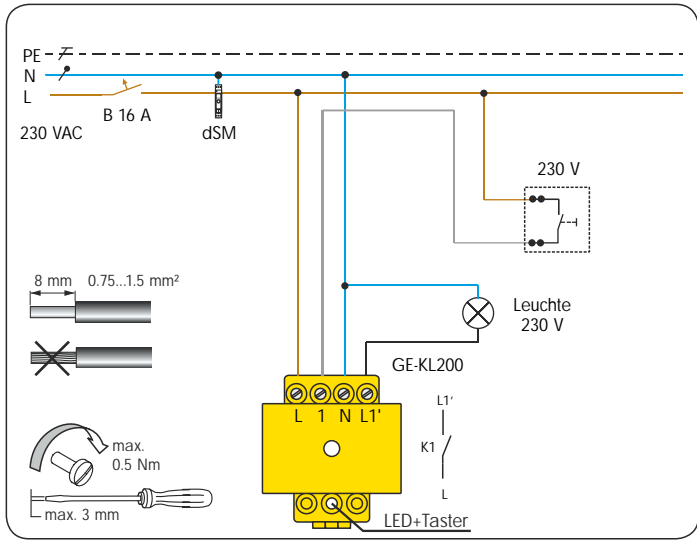 PE
N
L
B 16 A
230 VAC
dSM
230 V
8 mm 0.75...1.5 mm²
Leuchte
230 V
GE-KL200
L 1 N L1'
L1'
K1
L
max.
0.5 Nm
max. 3 mm
LED+Taster